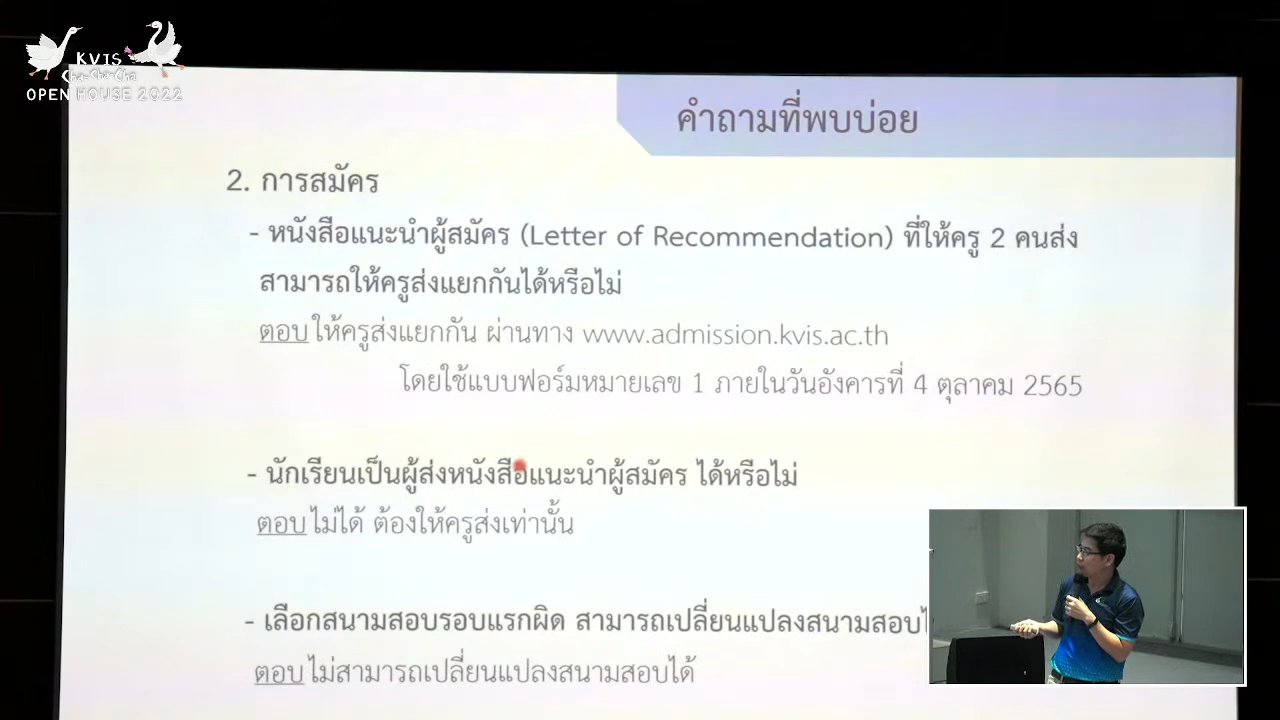 KVIS
Cha-Cha-Cha
OPEN HOUSE 2022
คำถามที่พบบ่อย
2. การสมัคร
- หนังสือแนะนำผู้สมัคร (Letter of Recommendation) ที่ให้ครู 2 คนส่ง
สามารถให้ครูส่งแยกกันได้หรือไม่
ตอบ ให้ครูส่งแยกกัน ผ่านทาง www.admission.kvis.ac.th
โดยใช้แบบฟอร์มหมายเลข 1 ภายในวันอังคารที่ 4 ตุลาคม 2565
- นักเรียนเป็นผู้ส่งหนังสือแนะนำผู้สมัคร ได้หรือไม่
ตอบ ไม่ได้ ต้องให้ครูส่งเท่านั้น
- เลือกสนามสอบรอบแรกผิด สามารถเปลี่ยนแปลงสนามสอบ
ตอบ ไม่สามารถเปลี่ยนแปลงสนามสอบได้